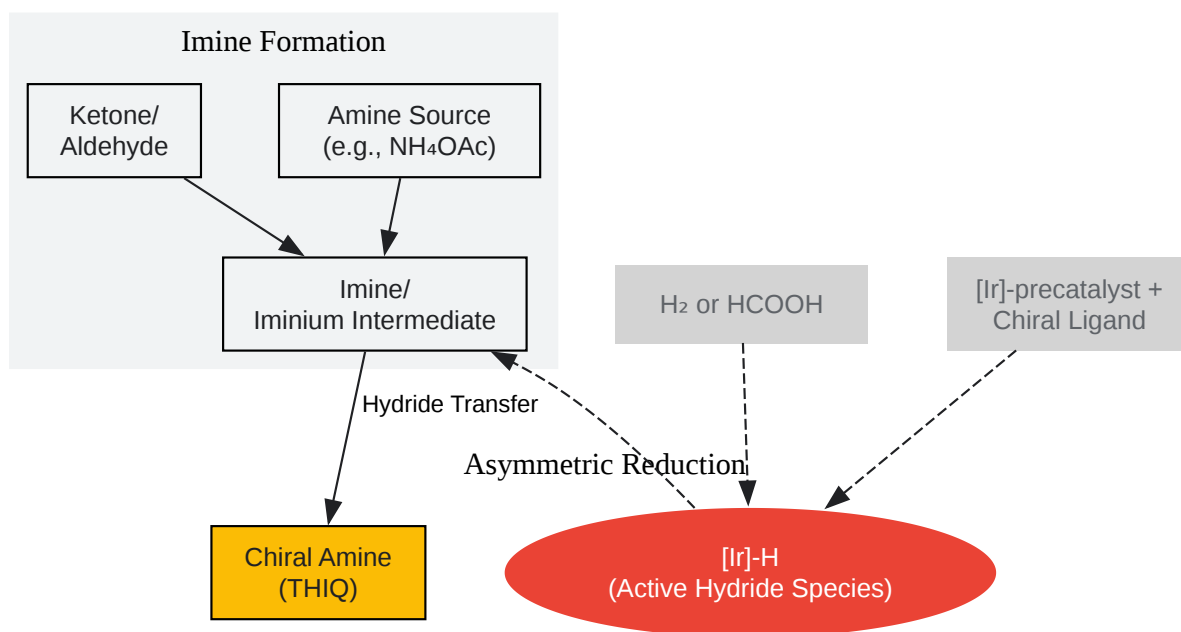 Imine Formation
Ketone/
Aldehyde
Amine Source
(e.g., NH₄OAc)
Imine/
Iminium Intermediate
H₂ or HCOOH
[Ir]-precatalyst +
Chiral Ligand
Hydride Transfer
Asymmetric Reduction
Chiral Amine
(THIQ)
[Ir]-H
(Active Hydride Species)